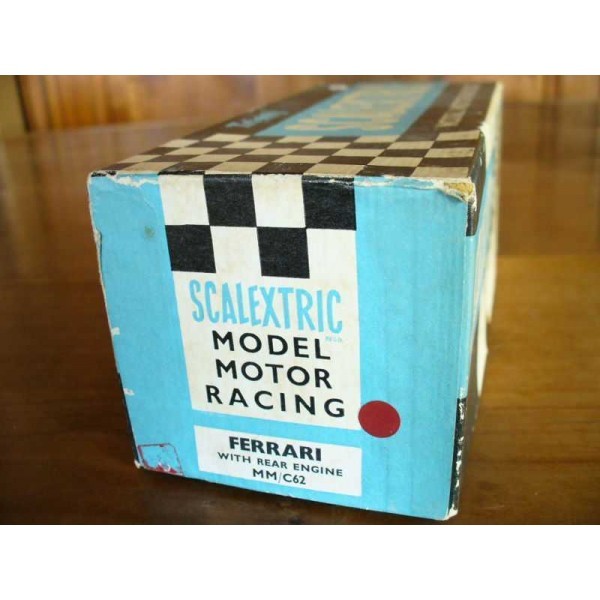 SCALEXTRIC
MODEL
MOTOR
RACING
FERRARI
WITH REAR ENGINE
MM/C62